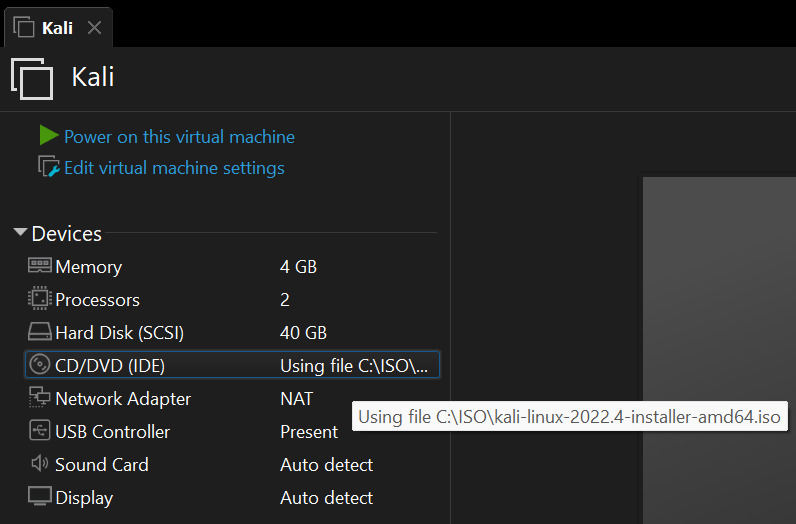 Kali
Kali
Power on this virtual machine
Edit virtual machine settings
Devices
Memory 4 GB
Processors 2
Hard Disk (SCSI) 40 GB
CD/DVD (IDE) Using file C:\ISO\...
Network Adapter NAT
Using file C:\ISO\kali-linux-2022.4-installer-amd64.iso
USB Controller Present
Sound Card Auto detect
Display Auto detect